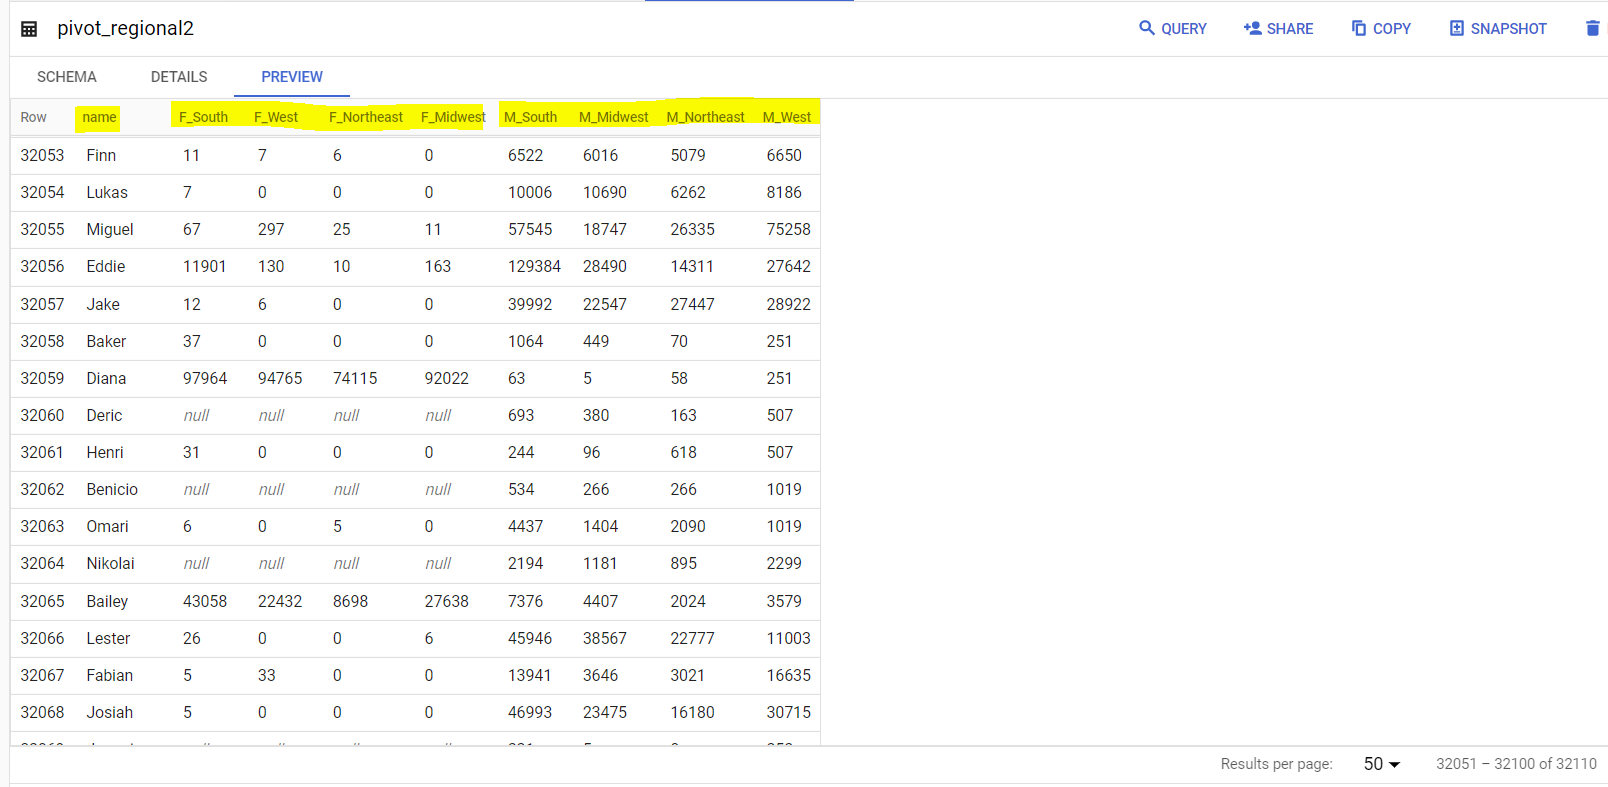 pivot_regional2 QUERY SHARE COPY SNAPSHOT
SCHEMA DETAILS PREVIEW
Row name F_South F_West F_Northeast F_Midwest M_South M_Midwest M_Northeast M_West
32053 Finn 11 7 6 0 6522 6016 5079 6650
32054 Lukas 7 0 0 0 10006 10690 6262 8186
32055 Miguel 67 297 25 11 57545 18747 26335 75258
32056 Eddie 11901 130 10 163 129384 28490 14311 27642
32057 Jake 12 6 0 0 39992 22547 27447 28922
32058 Baker 37 0 0 0 1064 449 70 251
32059 Diana 97964 94765 74115 92022 63 5 58 251
32060 Deric null null null null 693 380 163 507
32061 Henri 31 0 0 0 244 96 618 507
32062 Benicio null null null null 534 266 266 1019
32063 Omari 6 0 5 0 4437 1404 2090 1019
32064 Nikolai null null null null 2194 1181 895 2299
32065 Bailey 43058 22432 8698 27638 7376 4407 2024 3579
32066 Lester 26 0 0 6 45946 38567 22777 11003
32067 Fabian 5 33 0 0 13941 3646 3021 16635
32068 Josiah 5 0 0 0 46993 23475 16180 30715
Results per page: 50 32051 – 32100 of 32110